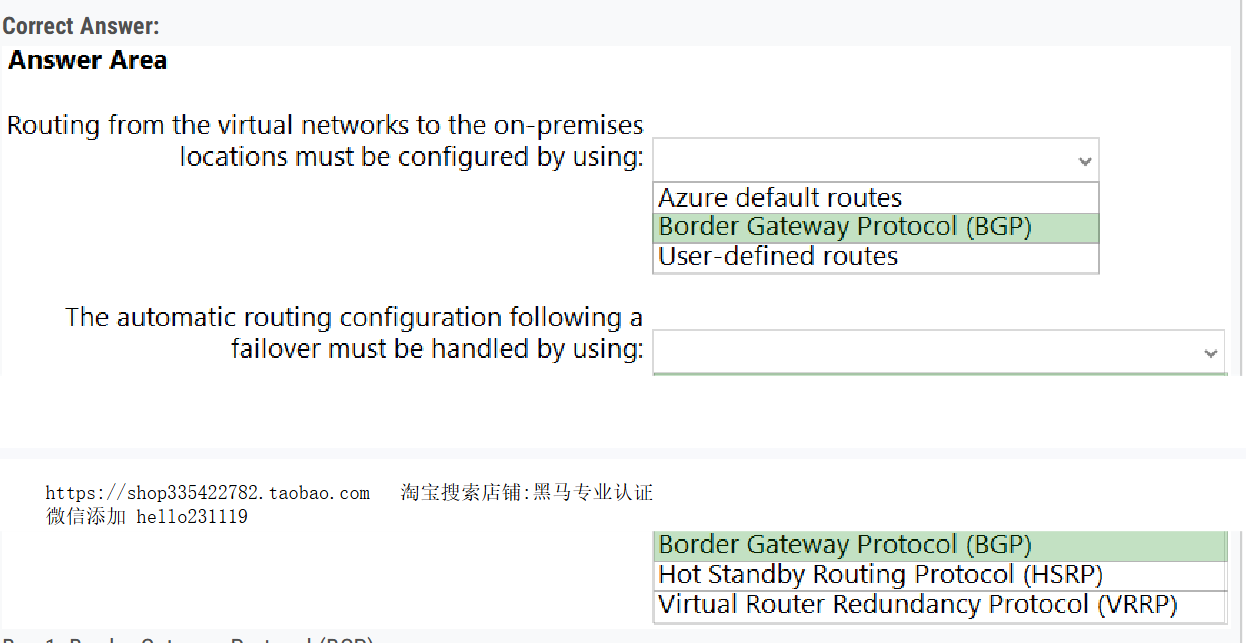 Correct Answer:
Answer Area
Routing from the virtual networks to the on-premises
locations must be configured by using:
Azure default routes
Border Gateway Protocol (BGP)
User-defined routes
The automatic routing configuration following a
failover must be handled by using:
https://shop335422782.taobao.com 淘宝搜索店铺:黑马专业认证
微信添加 hello231119
Border Gateway Protocol (BGP)
Hot Standby Routing Protocol (HSRP)
Virtual Router Redundancy Protocol (VRRP)